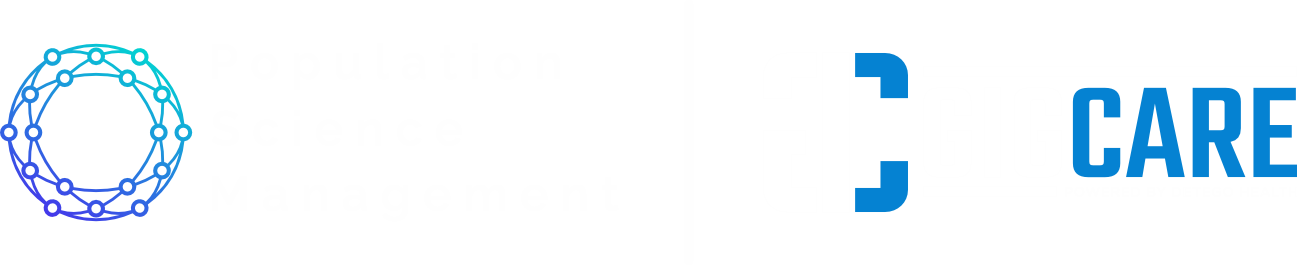 Population
Science
Management
CARE